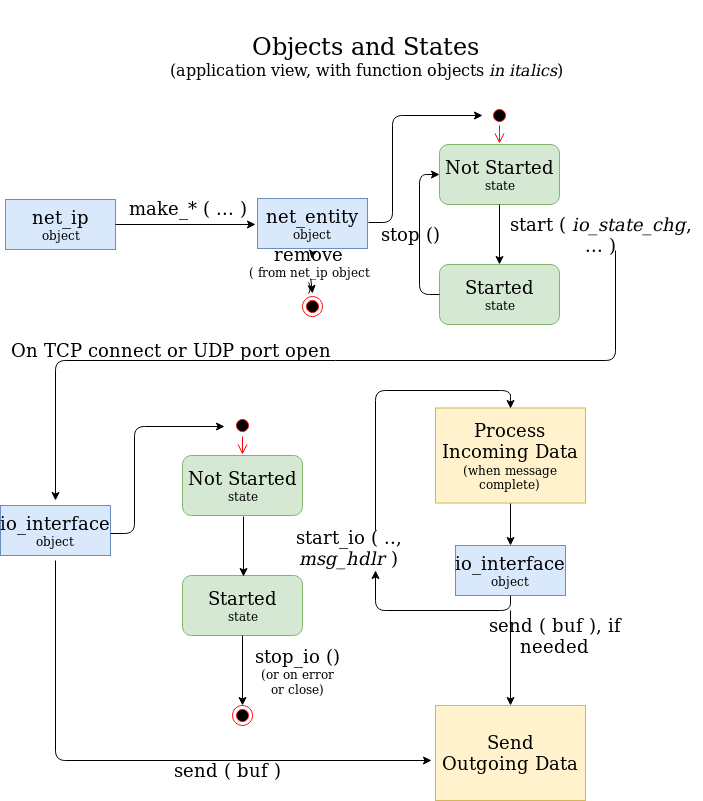 Objects and States
(application view, with function objects in italics)
Not Started
state
net_ip
object
make_* ( ... )
net_entity
object
stop ()
start ( io_state_chg,
... )
remove
( from net_ip object
)
Started
state
On TCP connect or UDP port open
Process
Incoming Data
(when message
complete)
Not Started
state
io_interface
object
start_io ( ..,
msg_hdlr )
io_interface
object
Started
state
send ( buf ), if
needed
stop_io ()
(or on error
or close)
Send
Outgoing Data
send ( buf )